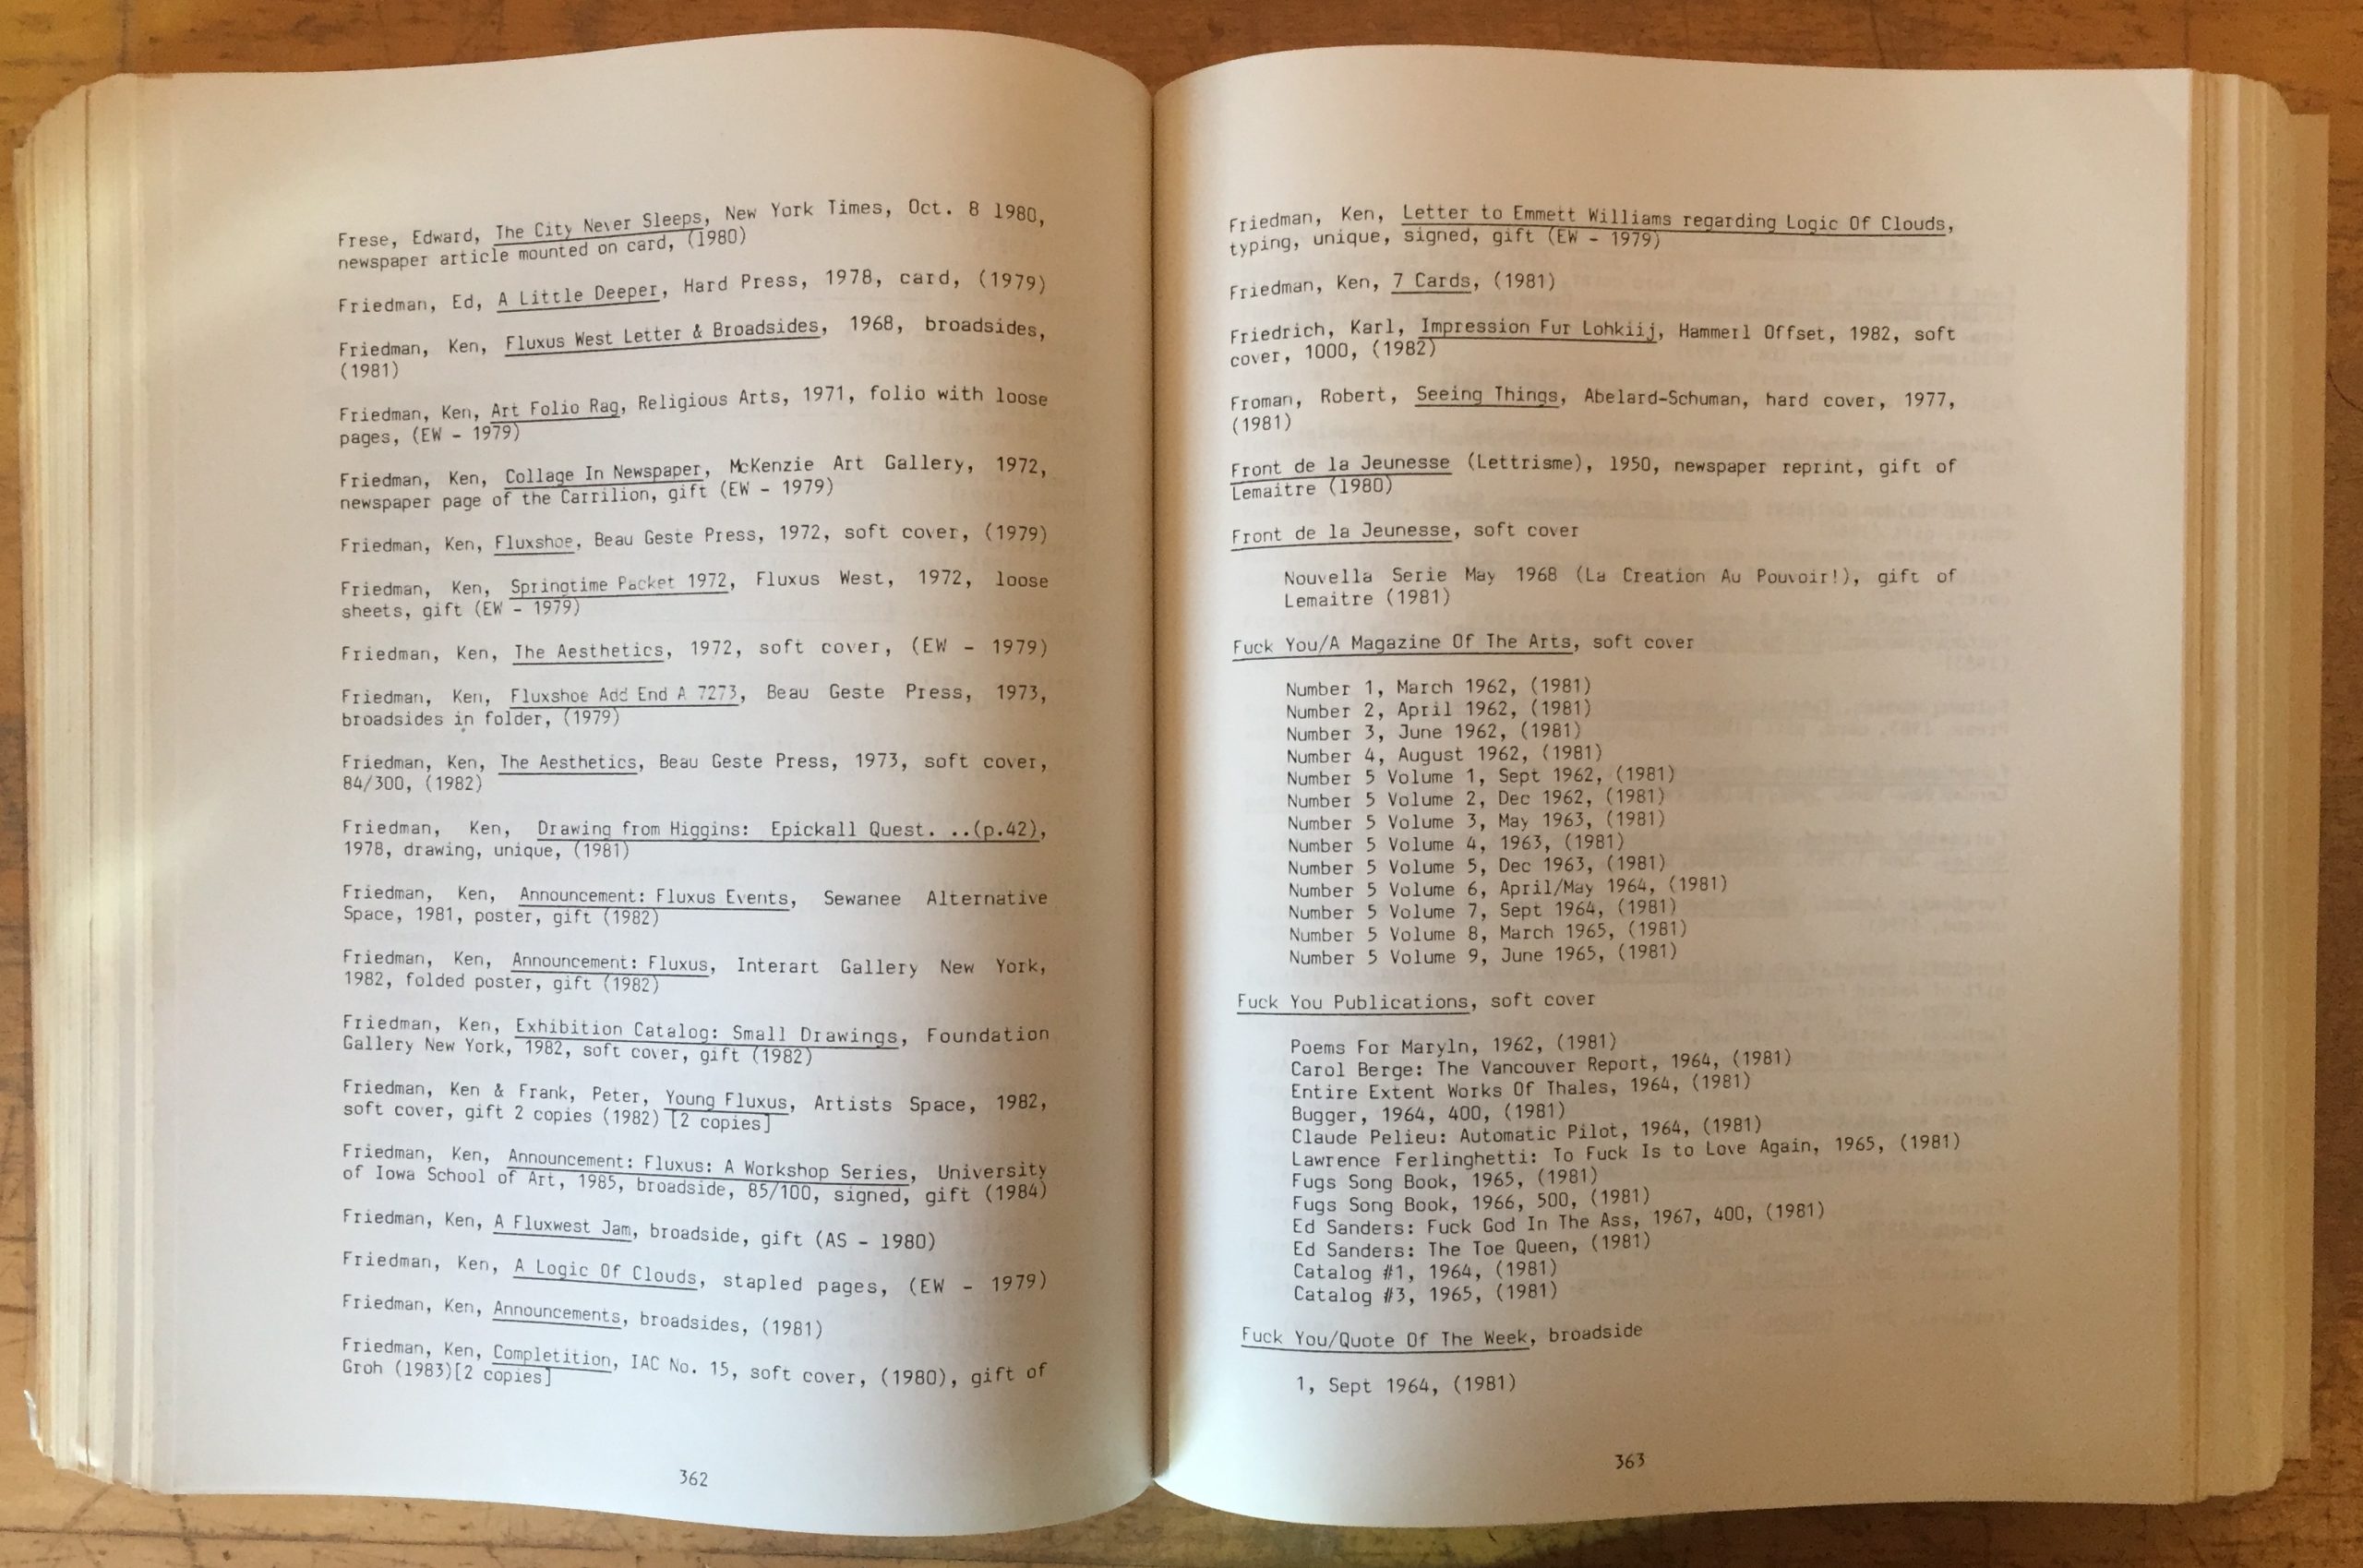 Frese, Edward, The City Never Sleeps, New York Times, Oct. 8 1980,
newspaper article mounted on card, (1980)
Friedman, Ed, A Little Deeper, Hard Press, 1978, card, (1979)
Friedman, Ken, Fluxus West Letter & Broadsides, 1968, broadsides,
(1981)
Friedman, Ken, Art Folio Rag, Religious Arts, 1971, folio with loose
pages, (EW - 1979)
Friedman, Ken, Collage In Newspaper, McKenzie Art Gallery, 1972,
newspaper page of the Carrilion, gift (EW - 1979)
Friedman, Ken, Fluxshoe, Beau Geste Press, 1972, soft cover, (1979)
Friedman, Ken, Springtime Packet 1972, Fluxus West, 1972, loose
sheets, gift (EW - 1979)
Friedman, Ken, The Aesthetics, 1972, soft cover, (EW - 1979)
Friedman, Ken, Fluxshoe Add End A 7273, Beau Geste Press, 1973,
broadsides in folder, (1979)
Friedman, Ken, The Aesthetics, Beau Geste Press, 1973, soft cover,
84/300, (1982)
Friedman, Ken, Drawing from Higgins: Epickall Quest. ..(p.42),
1978, drawing, unique, (1981)
Friedman, Ken, Announcement: Fluxus Events, Sewanee Alternative
Space, 1981, poster, gift (1982)
Friedman, Ken, Announcement: Fluxus, Interart Gallery New York,
1982, folded poster, gift (1982)
Friedman, Ken, Exhibition Catalog: Small Drawings, Foundation
Gallery New York, 1982, soft cover, gift (1982)
Friedman, Ken & Frank, Peter, Young Fluxus, Artists Space, 1982,
soft cover, gift 2 copies (1982) [2 copies]
Friedman, Ken, Announcement: Fluxus: A Workshop Series, University
of Iowa School of Art, 1985, broadside, 85/100, signed, gift (1984)
Friedman, Ken, A Fluxwest Jam, broadside, gift (AS - 1980)
Friedman, Ken, A Logic Of Clouds, stapled pages, (EW - 1979)
Friedman, Ken, Announcements, broadsides, (1981)
Friedman, Ken, Completition, IAC No. 15, soft cover, (1980), gift of
Groh (1983)[2 copies]
362
Friedman, Ken, Letter to Emmett Williams regarding Logic Of Clouds,
typing, unique, signed, gift (EW - 1979)
Friedman, Ken, 7 Cards, (1981)
Friedrich, Karl, Impression Fur Lohkiij, Hammerl Offset, 1982, soft
cover, 1000, (1982)
Froman, Robert, Seeing Things, Abelard-Schuman, hard cover, 1977,
(1981)
Front de la Jeunesse (Lettrisme), 1950, newspaper reprint, gift of
Lemaitre (1980)
Front de la Jeunesse, soft cover
Nouvella Serie May 1968 (La Creation Au Pouvoir!), gift of
Lemaitre (1981)
Fuck You/A Magazine Of The Arts, soft cover
Number 1, March 1962, (1981)
Number 2, April 1962, (1981)
Number 3, June 1962, (1981)
Number 4, August 1962, (1981)
Number 5 Volume 1, Sept 1962, (1981)
Number 5 Volume 2, Dec 1962, (1981)
Number 5 Volume 3, May 1963, (1981)
Number 5 Volume 4, 1963, (1981)
Number 5 Volume 5, Dec 1963, (1981)
Number 5 Volume 6, April/May 1964, (1981)
Number 5 Volume 7, Sept 1964, (1981)
Number 5 Volume 8, March 1965, (1981)
Number 5 Volume 9, June 1965, (1981)
Fuck You Publications, soft cover
Poems For Maryln, 1962, (1981)
Carol Berge: The Vancouver Report, 1964, (1981)
Entire Extent Works Of Thales, 1964, (1981)
Bugger, 1964, 400, (1981)
Claude Pelieu: Automatic Pilot, 1964, (1981)
Lawrence Ferlinghetti: To Fuck Is to Love Again, 1965, (1981)
Fugs Song Book, 1965, (1981)
Fugs Song Book, 1966, 500, (1981)
Ed Sanders: Fuck God In The Ass, 1967, 400, (1981)
Ed Sanders: The Toe Queen, (1981)
Catalog #1, 1964, (1981)
Catalog #3, 1965, (1981)
Fuck You/Quote Of The Week, broadside
1, Sept 1964, (1981)
363